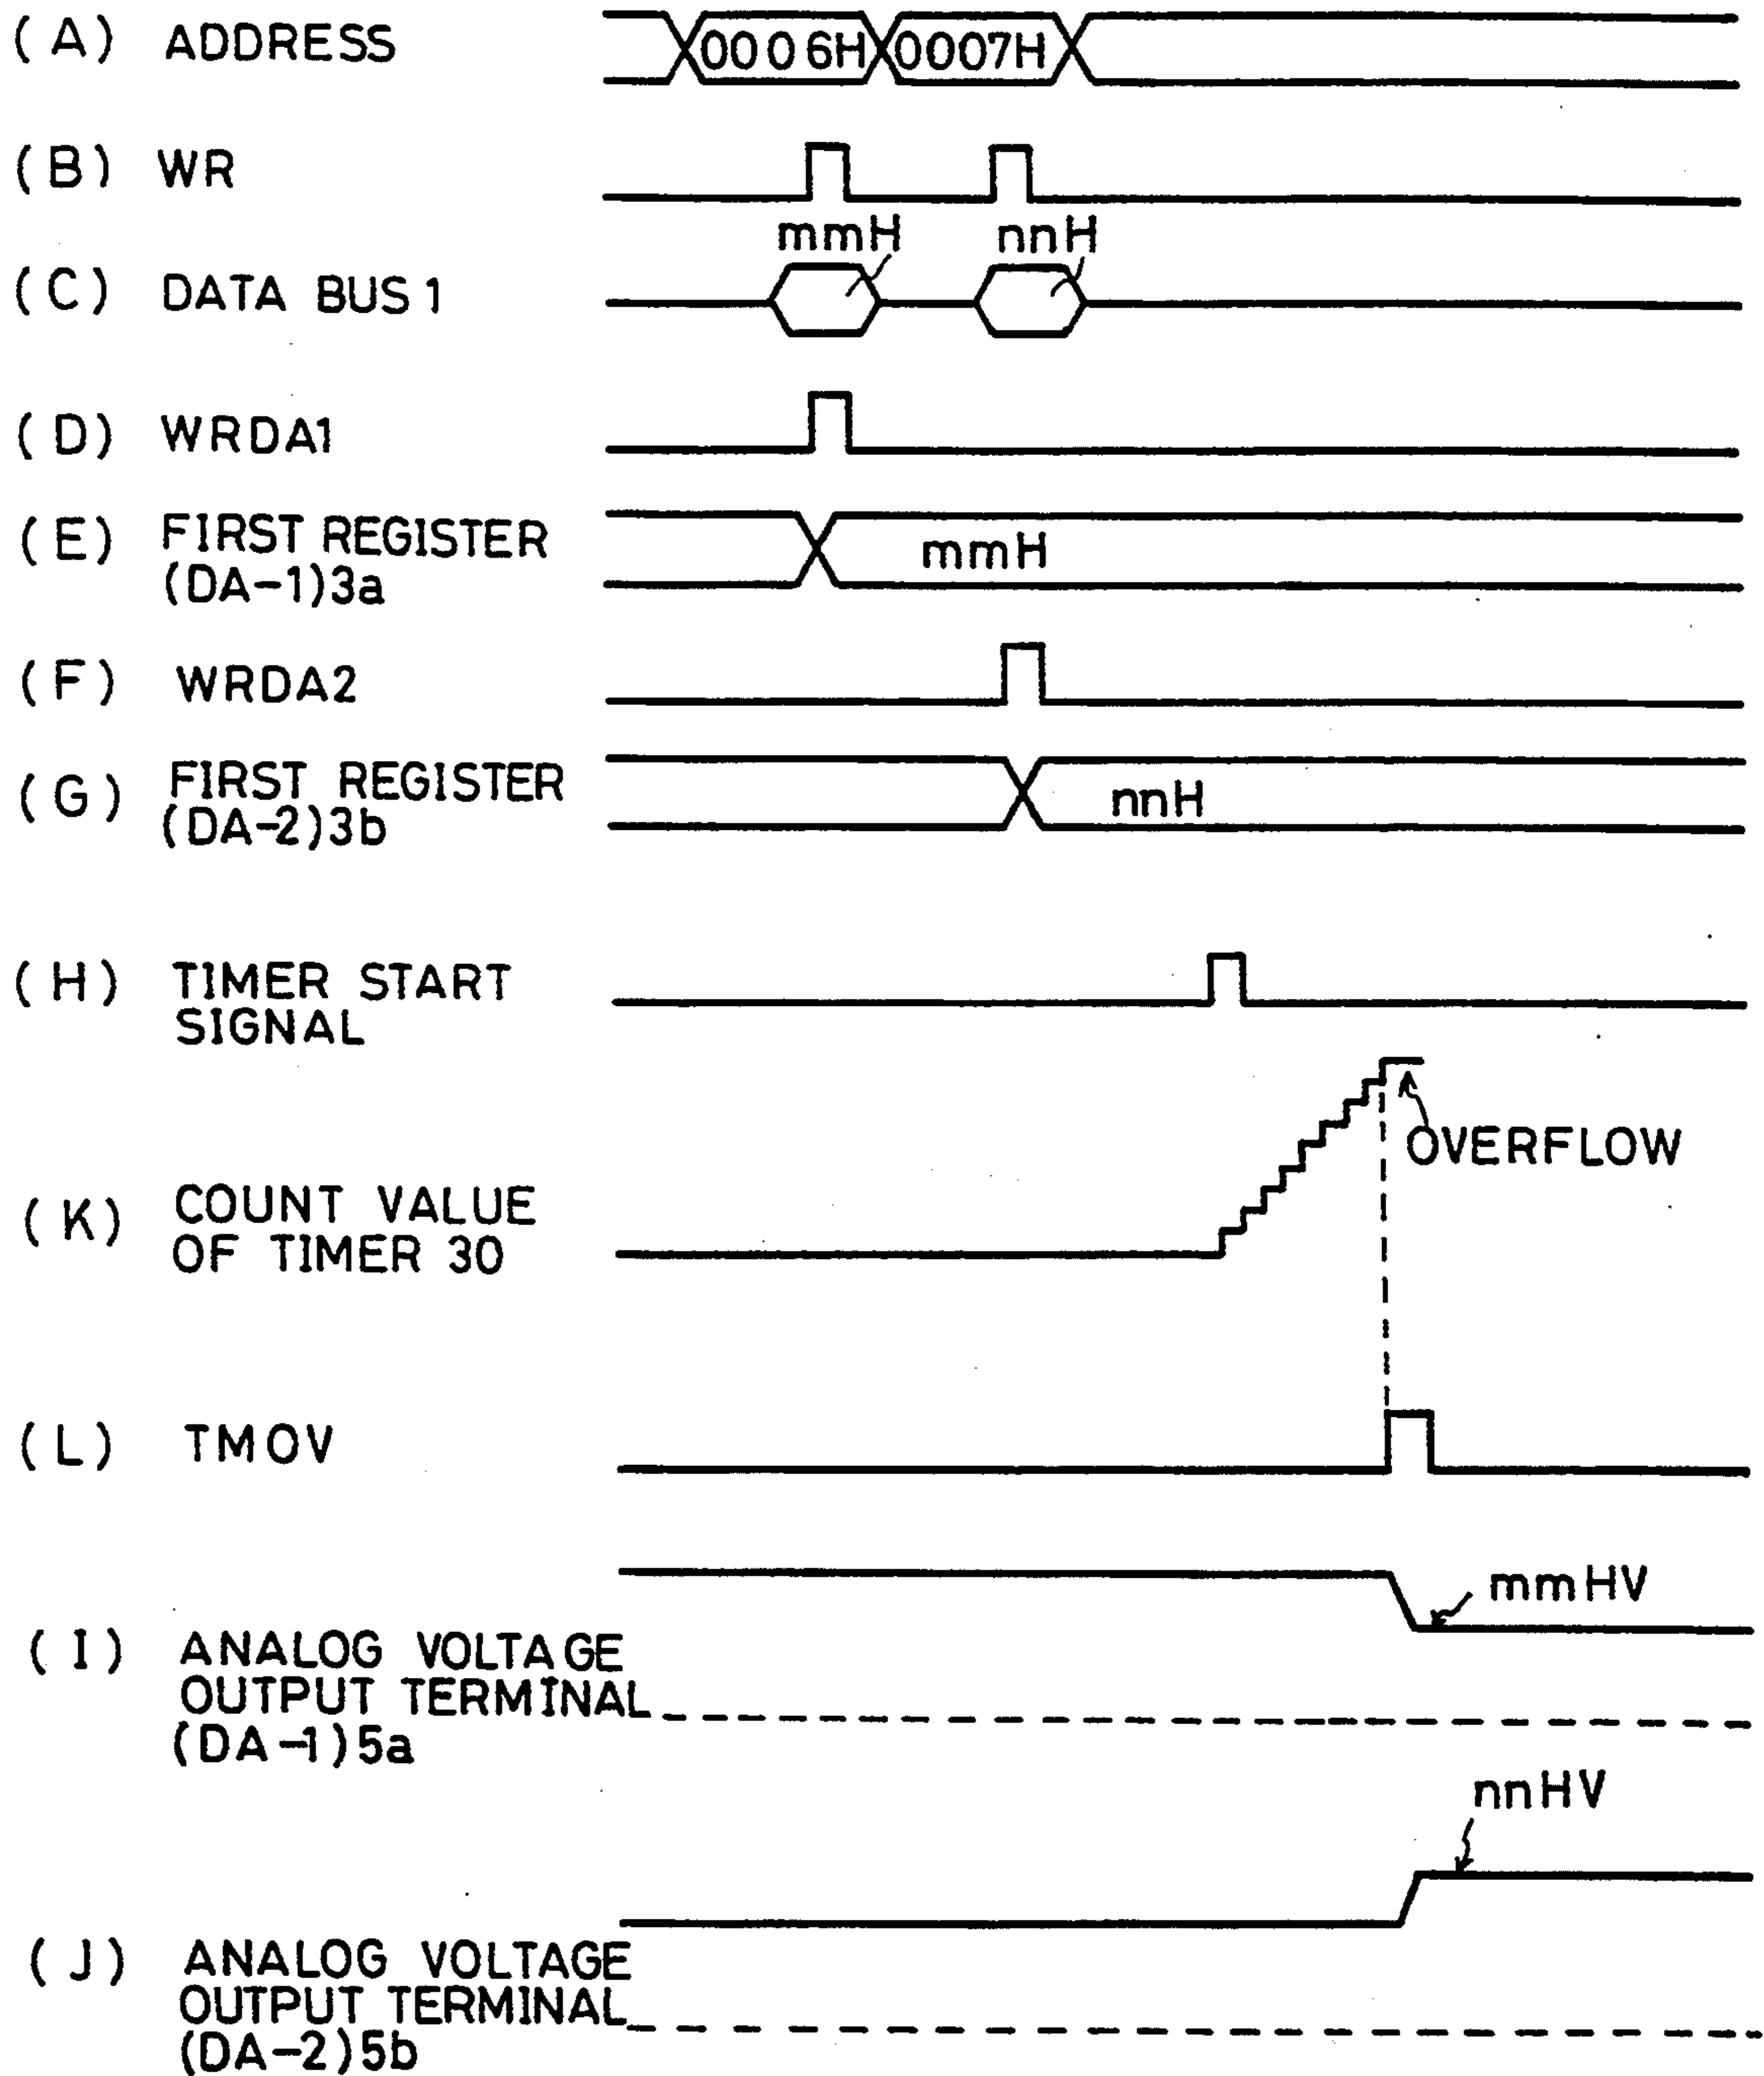 (A) ADDRESS 0006H 0007H
(B) WR
mmH nnH
(C) DATA BUS 1
(D) WRDA1
(E) FIRST REGISTER
(DA-1)3a
mmH
(F) WRDA2
(G) FIRST REGISTER
(DA-2)3b
nnH
(H) TIMER START
SIGNAL
OVERFLOW
(K) COUNT VALUE
OF TIMER 30
(L) TMOV
mmHV
(I) ANALOG VOLTAGE
OUTPUT TERMINAL
(DA-1)5a
nnHV
(J) ANALOG VOLTAGE
OUTPUT TERMINAL
(DA-2)5b